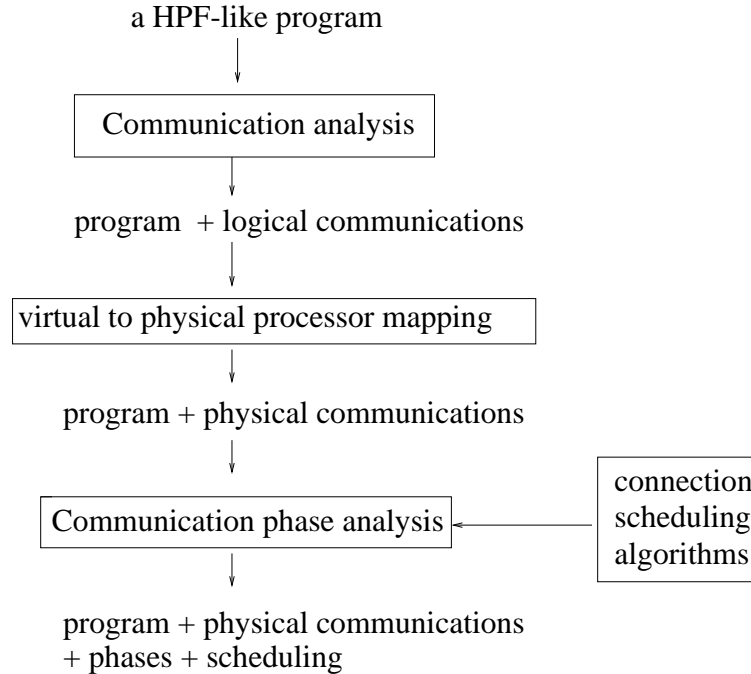 a HPF-like program
Communication analysis
program + logical communications
virtual to physical processor mapping
program + physical communications
Communication phase analysis
connection
scheduling
algorithms
program + physical communications
+ phases + scheduling